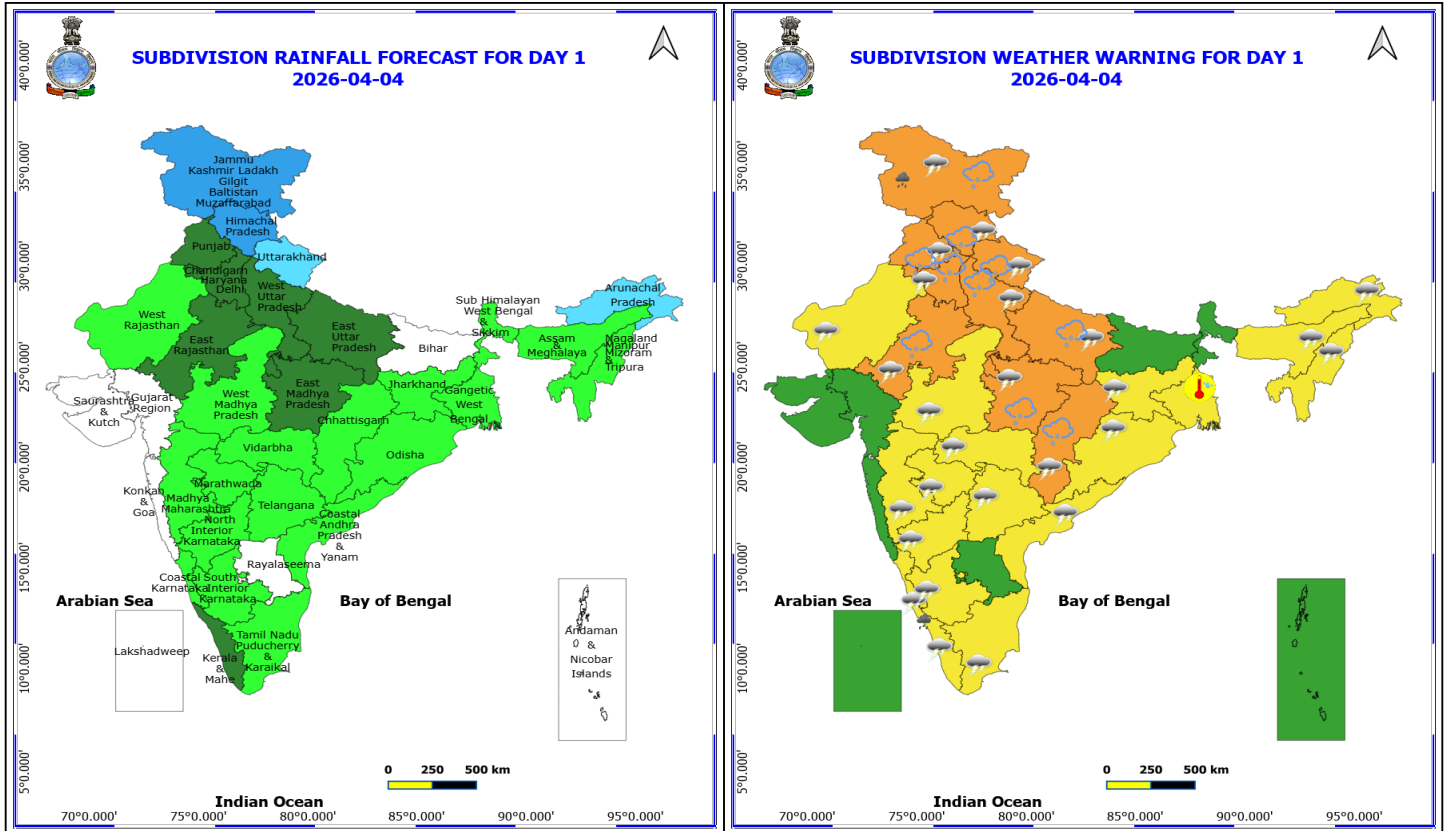 SUBDIVISION RAINFALL FORECAST FOR DAY 1
2026-04-04
40°0.000'
35°0.000'
30°0.000'
25°0.000'
20°0.000'
15°0.000'
10°0.000'
5°0.000'
Jammu
Kashmir Ladakh
Gilgit
Baltistan
Muzaffarabad
Himachal
Pradesh
Punjab
Uttarakhand
Chandigarh
Haryana
Delhi
West
Uttar
Pradesh
West
Rajasthan
East
Rajasthan
East
Uttar
Pradesh
Bihar
Sub Himalayan
West Bengal
&
Sikkim
Arunachal
Pradesh
Assam
&
Meghalaya
Nagaland
Manipur
Mizoram
&
Tripura
Saurashtra
&
Kutch
Gujarat
Region
West
Madhya
Pradesh
East
Madhya
Pradesh
Jharkhand
Gangetic
West
Bengal
Chhattisgarh
Vidarbha
Odisha
Konkan
&
Goa
Madhya
Maharashtra
Marathwada
Telangana
North
Interior
Karnataka
Coastal
Andhra
Pradesh
&
Yanam
Rayalaseema
Coastal
Karnataka
South
Interior
Karnataka
Arabian Sea
Bay of Bengal
Lakshadweep
Kerala
&
Mahe
Tamil Nadu
Puducherry
&
Karaikal
Andaman
&
Nicobar
Islands
0 250 500 km
Indian Ocean
70°0.000' 75°0.000' 80°0.000' 85°0.000' 90°0.000' 95°0.000'
SUBDIVISION WEATHER WARNING FOR DAY 1
2026-04-04
40°0.000'
35°0.000'
30°0.000'
25°0.000'
20°0.000'
15°0.000'
10°0.000'
5°0.000'
Arabian Sea
Bay of Bengal
0 250 500 km
Indian Ocean
70°0.000' 75°0.000' 80°0.000' 85°0.000' 90°0.000' 95°0.000'